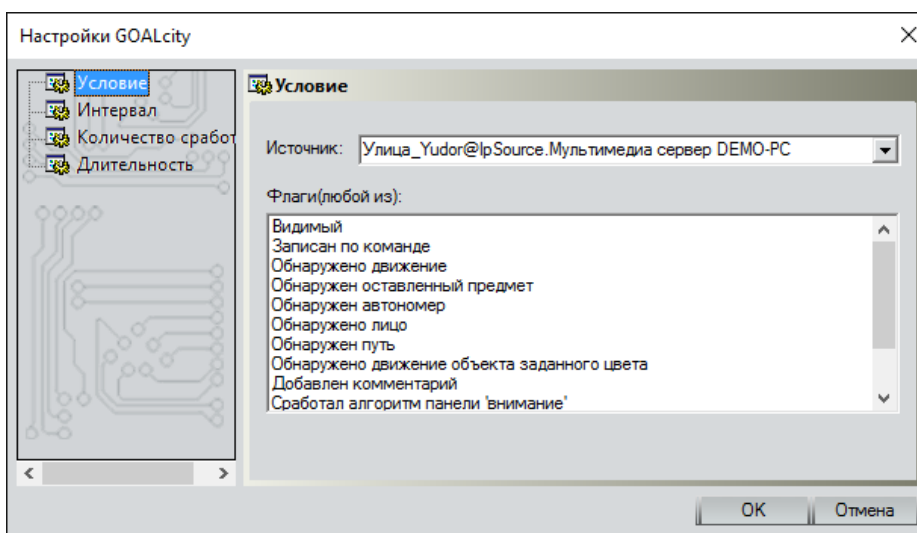 Настройки GOALcity
Условие
Интервал
Количество сработ
Длительность
Условие
Источник: Улица_Yudor@IpSource.Мультимедиа сервер DEMO-PC
Флаги(любой из):
Видимый
Записан по команде
Обнаружено движение
Обнаружен оставленный предмет
Обнаружен автономер
Обнаружено лицо
Обнаружен путь
Обнаружено движение объекта заданного цвета
Добавлен комментарий
Сработал алгоритм панели 'внимание'
OK Отмена